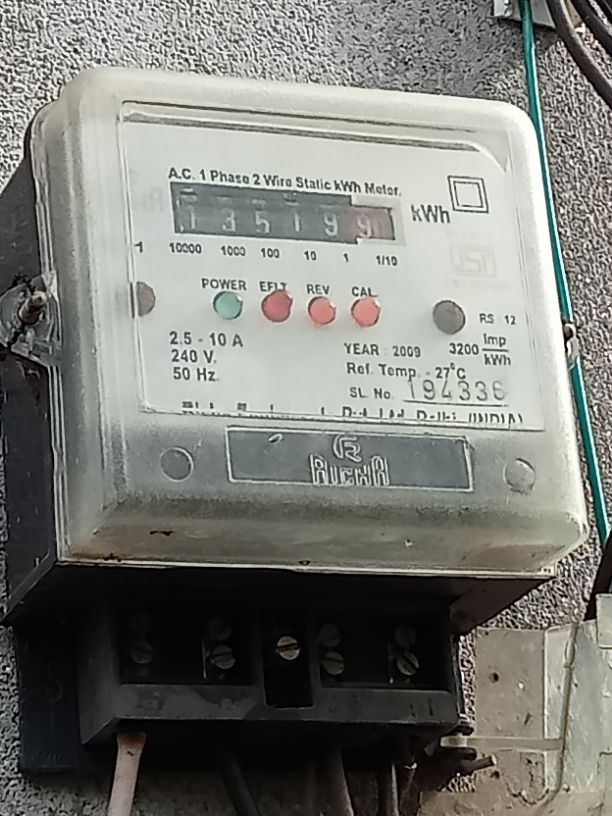 A.C. 1 Phase 2 Wire Static kWh Meter.
1 3 5 1 9 9 kWh
10000 1000 100 10 1 1/10
POWER EFLT REV. CAL.
RS : 12
2.5 - 10 A
240 V.
50 Hz.
YEAR : 2009 3200 Imp/kWh
Ref. Temp. - 27°C
SL. No. 194336
RICHA